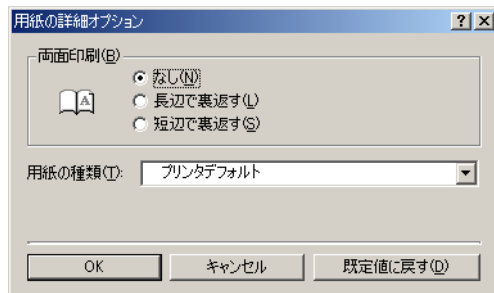 用紙の詳細オプション
両面印刷(B)
なし(N)
A
長辺で裏返す(L)
短辺で裏返す(S)
用紙の種類(T): プリンタデフォルト
OK キャンセル 既定値に戻す(D)